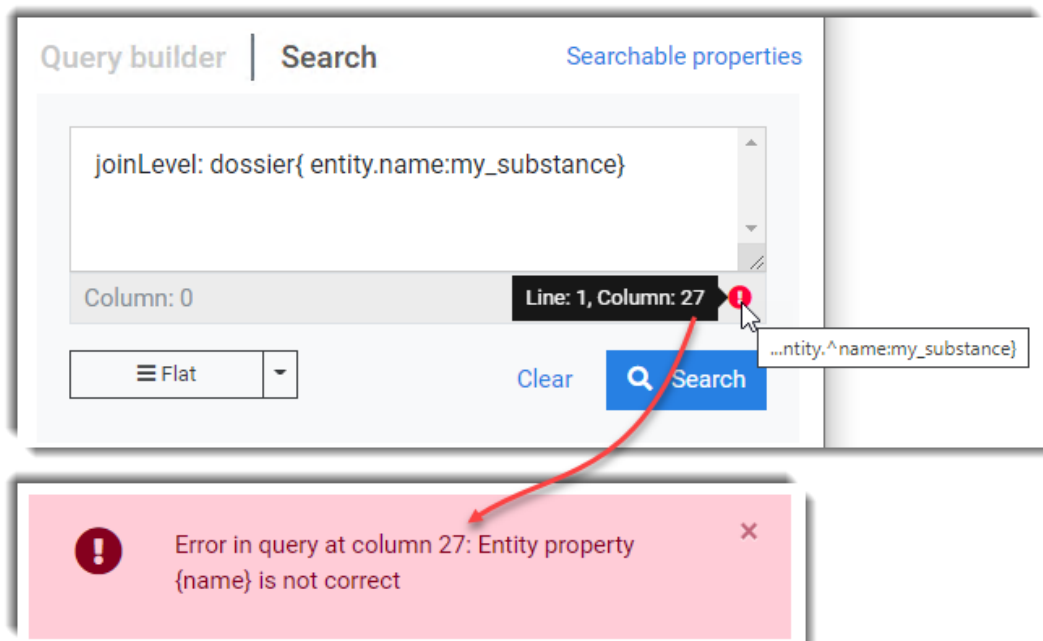 Query builder | Search Searchable properties
joinLevel: dossier{ entity.name:my_substance}
Column: 0 Line: 1, Column: 27
...ntity.^name:my_substance}
Flat Clear Search
Error in query at column 27: Entity property
{name} is not correct